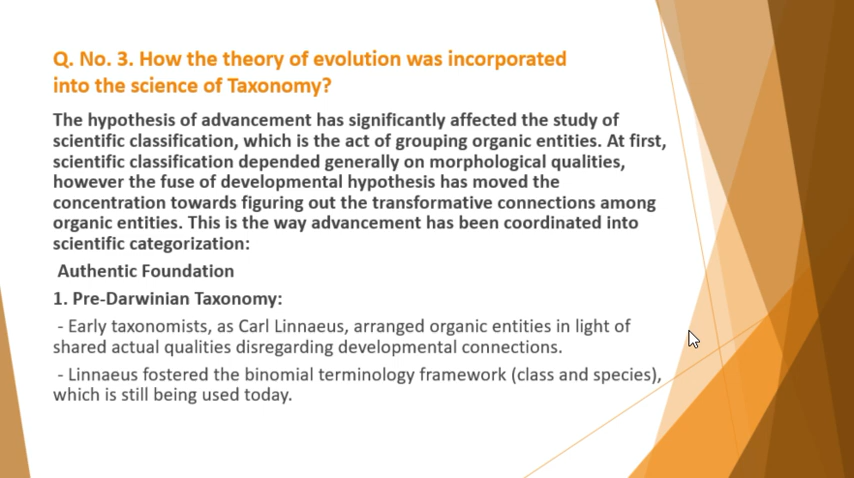 Q. No. 3. How the theory of evolution was incorporated
into the science of Taxonomy?
The hypothesis of advancement has significantly affected the study of
scientific classification, which is the act of grouping organic entities. At first,
scientific classification depended generally on morphological qualities,
however the fuse of developmental hypothesis has moved the
concentration towards figuring out the transformative connections among
organic entities. This is the way advancement has been coordinated into
scientific categorization:
Authentic Foundation
1. Pre-Darwinian Taxonomy:
- Early taxonomists, as Carl Linnaeus, arranged organic entities in light of
shared actual qualities disregarding developmental connections.
- Linnaeus fostered the binomial terminology framework (class and species),
which is still being used today.